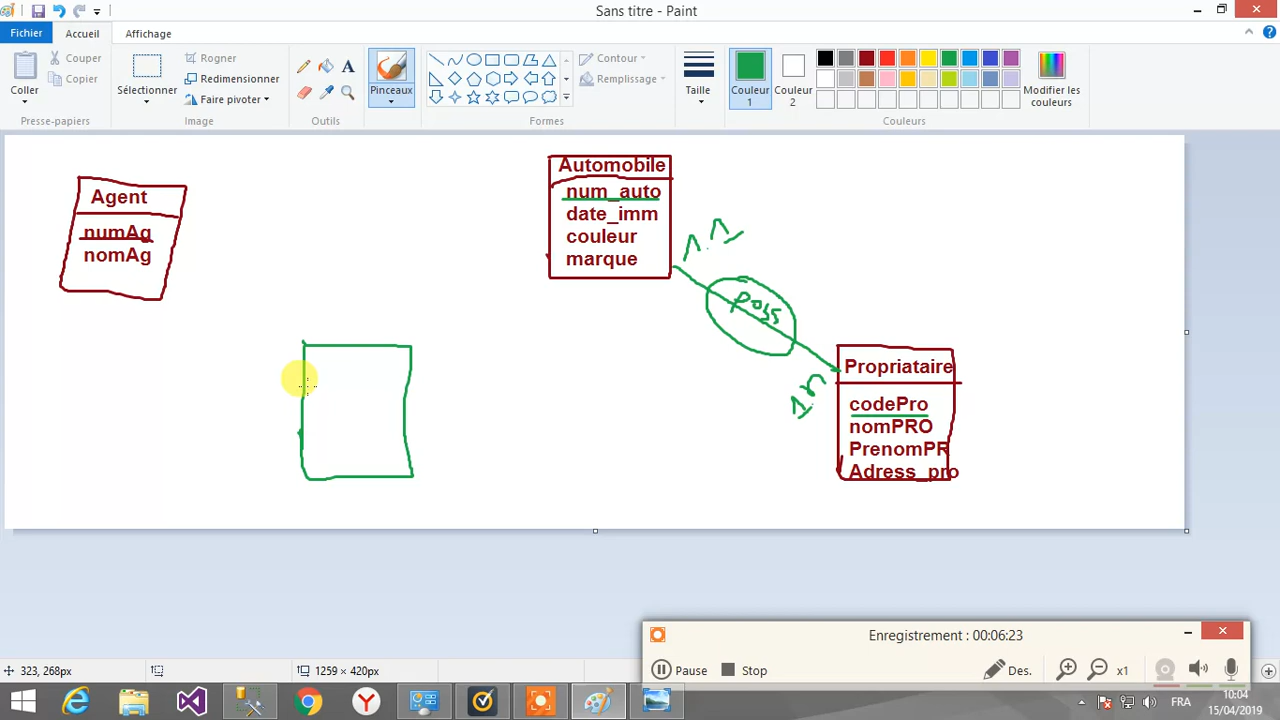 Sans titre - Paint
Fichier
Accueil
Affichage
Coller
Couper
Copier
Presse-papiers
Sélectionner
Rogner
Redimensionner
Faire pivoter
Image
Outils
Pinceaux
Contour
Remplissage
Formes
Taille
Couleur 1
Couleur 2
Modifier les couleurs
Couleurs
Agent
numAg
nomAg
Automobile
num_auto
date_imm
couleur
marque
1.1
Poss
1.n
Propriataire
codePro
nomPRO
PrenomPR
Adress_pro
Enregistrement : 00:06:23
Pause
Stop
Des.
x1
323, 268px
1259 × 420px
FRA
10:04
15/04/2019